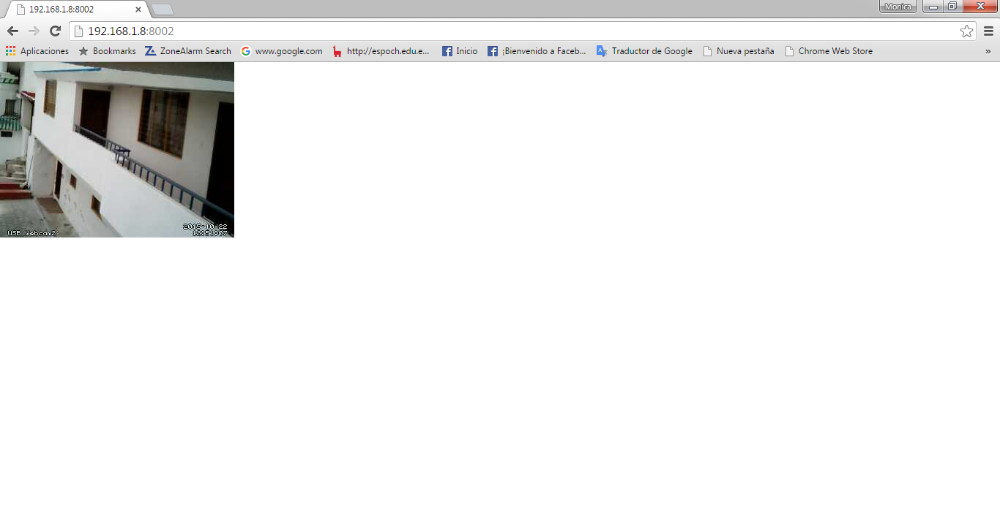 192.168.1.8:8002
Monica
192.168.1.8:8002
Aplicaciones Bookmarks ZoneAlarm Search www.google.com http://espoch.edu.e... Inicio ¡Bienvenido a Faceb... Traductor de Google Nueva pestaña Chrome Web Store »
2015-10-22
USB_Webcam2 12:51:07